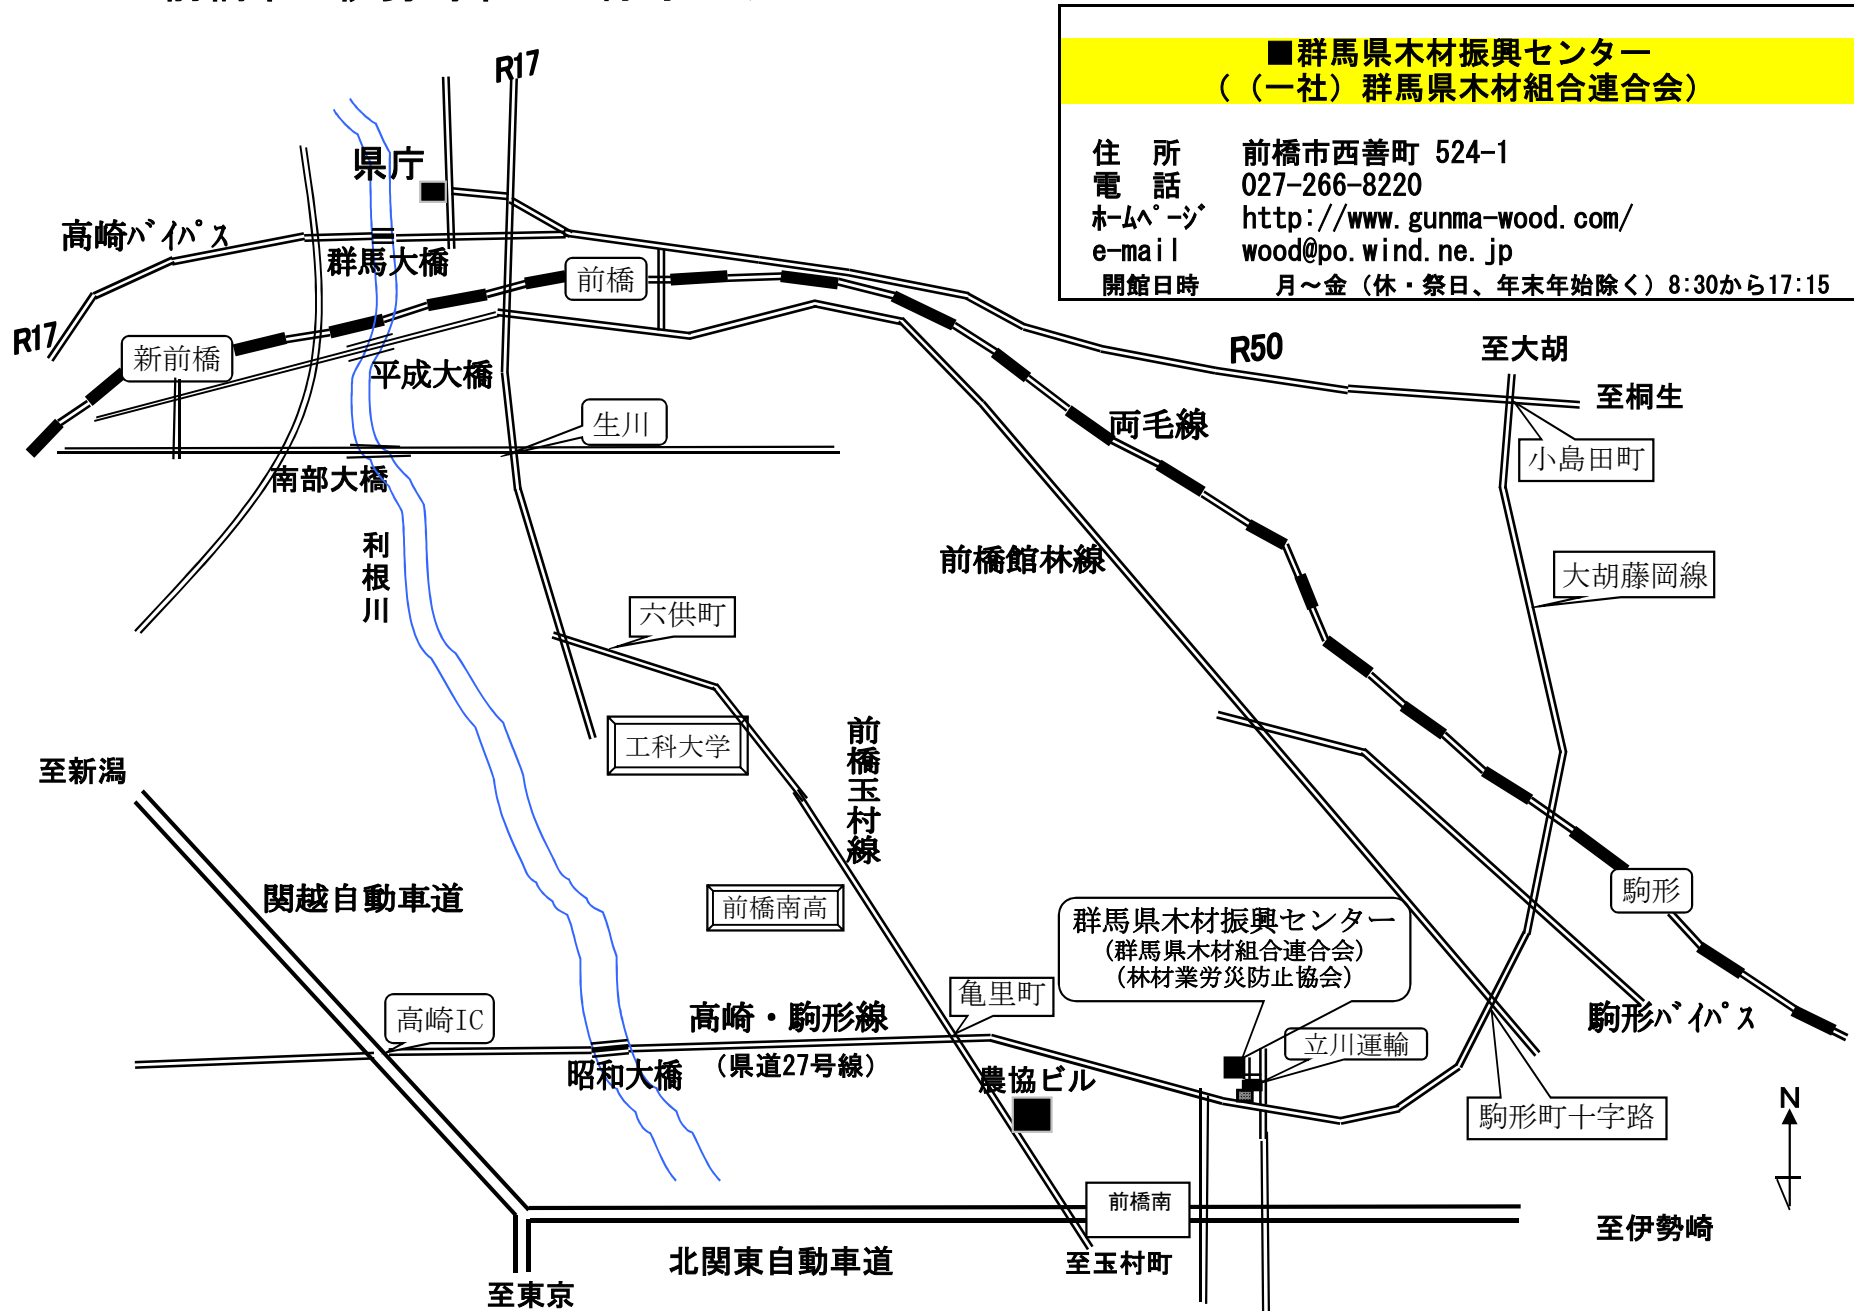 ■群馬県木材振興センター
（（一社）群馬県木材組合連合会）
住　所　前橋市西善町 524-1
電　話　027-266-8220
ﾎｰﾑﾍﾟｰｼﾞ　http://www.gunma-wood.com/
e-mail　wood@po.wind.ne.jp
開館日時　月～金（休・祭日、年末年始除く）8:30から17:15
R17
県庁
高崎ﾊﾞｲﾊﾟｽ
群馬大橋
前橋
R17
新前橋
平成大橋
R50
至大胡
至桐生
生川
両毛線
小島田町
南部大橋
利根川
前橋館林線
大胡藤岡線
六供町
工科大学
前橋玉村線
至新潟
関越自動車道
前橋南高
駒形
群馬県木材振興センター
(群馬県木材組合連合会)
(林材業労災防止協会)
亀里町
高崎IC
高崎・駒形線
（県道27号線）
駒形ﾊﾞｲﾊﾟｽ
立川運輸
昭和大橋
農協ビル
駒形町十字路
N
前橋南
至伊勢崎
北関東自動車道
至玉村町
至東京